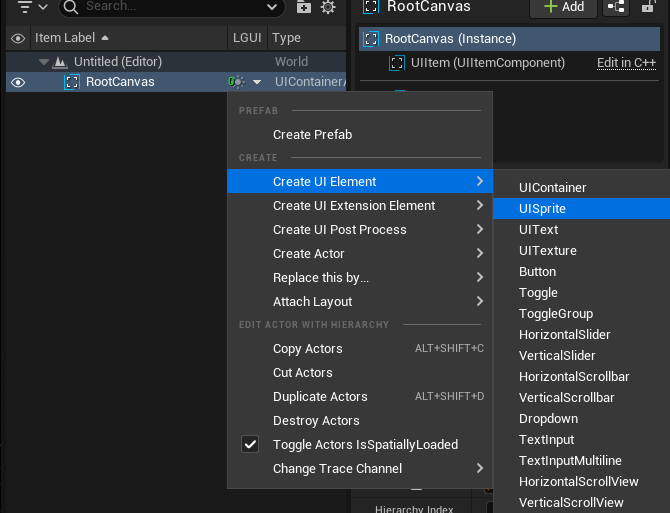 Search...
RootCanvas
Add
Item Label
LGUI
Type
RootCanvas (Instance)
Untitled (Editor)
World
UIItem (UIItemComponent)
Edit in C++
RootCanvas
UIContainer
PREFAB
Create Prefab
CREATE
Create UI Element
Create UI Extension Element
Create UI Post Process
Create Actor
Replace this by...
Attach Layout
EDIT ACTOR WITH HIERARCHY
Copy Actors ALT+SHIFT+C
Cut Actors
Duplicate Actors ALT+SHIFT+D
Destroy Actors
Toggle Actors IsSpatiallyLoaded
Change Trace Channel
UIContainer
UISprite
UIText
UITexture
Button
Toggle
ToggleGroup
HorizontalSlider
VerticalSlider
HorizontalScrollbar
VerticalScrollbar
Dropdown
TextInput
TextInputMultiline
HorizontalScrollView
VerticalScrollView
Hierarchy Index